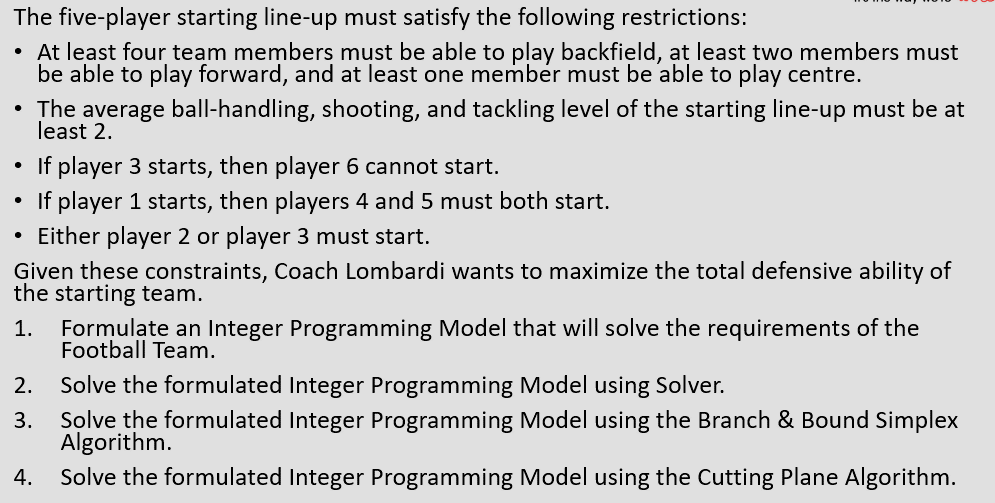 The five-player starting line-up must satisfy the following restrictions:
• At least four team members must be able to play backfield, at least two members must
be able to play forward, and at least one member must be able to play centre.
• The average ball-handling, shooting, and tackling level of the starting line-up must be at
least 2.
• If player 3 starts, then player 6 cannot start.
• If player 1 starts, then players 4 and 5 must both start.
• Either player 2 or player 3 must start.
Given these constraints, Coach Lombardi wants to maximize the total defensive ability of
the starting team.
1. Formulate an Integer Programming Model that will solve the requirements of the
Football Team.
2. Solve the formulated Integer Programming Model using Solver.
3. Solve the formulated Integer Programming Model using the Branch & Bound Simplex
Algorithm.
4. Solve the formulated Integer Programming Model using the Cutting Plane Algorithm.